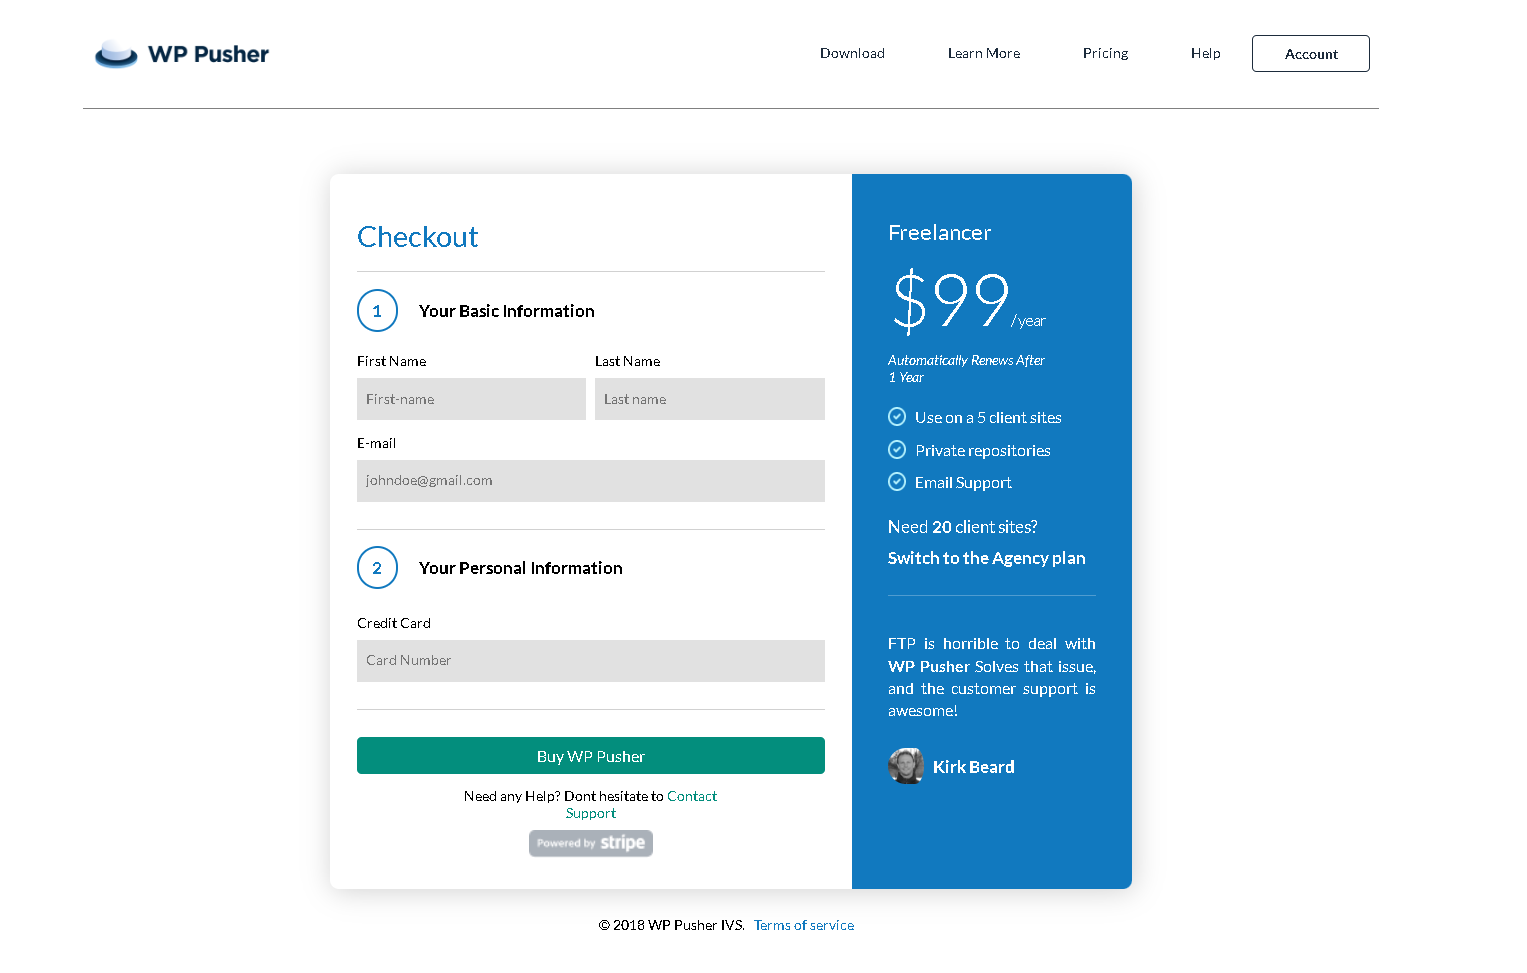 WP Pusher
Download
Learn More
Pricing
Help
Account
Checkout
1
Your Basic Information
First Name
Last Name
First-name
Last name
E-mail
johndoe@gmail.com
2
Your Personal Information
Credit Card
Card Number
Buy WP Pusher
Need any Help? Dont hesitate to Contact
Support
Powered by stripe
Freelancer
$99/year
Automatically Renews After
1 Year
Use on a 5 client sites
Private repositories
Email Support
Need 20 client sites?
Switch to the Agency plan
FTP is horrible to deal with
WP Pusher Solves that issue,
and the customer support is
awesome!
Kirk Beard
© 2018 WP Pusher IVS. Terms of service